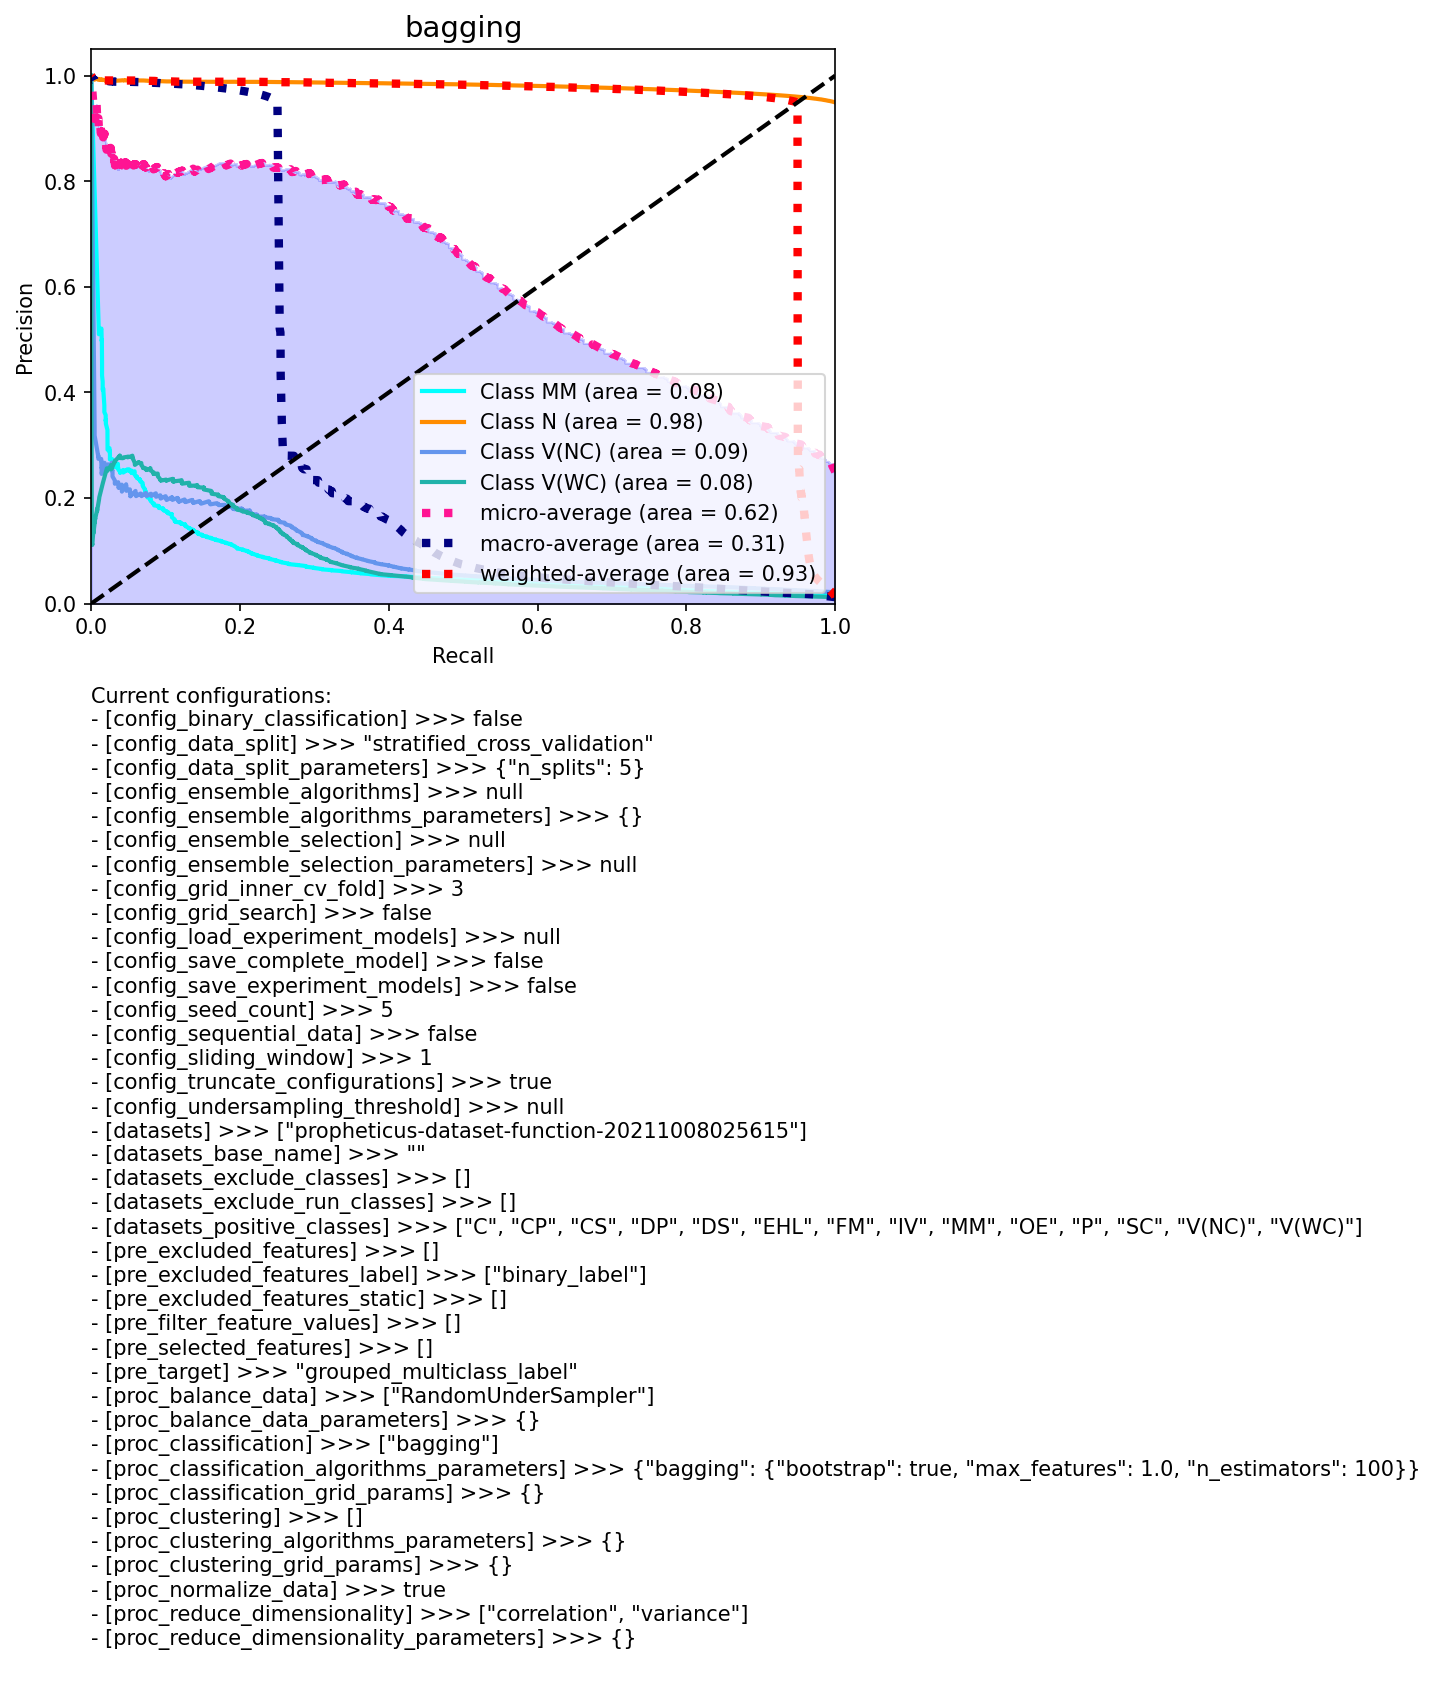 bagging
1.0
0.8
0.6
0.4
0.2
0.0
Precision
Class MM (area = 0.08)
Class N (area = 0.98)
Class V(NC) (area = 0.09)
Class V(WC) (area = 0.08)
micro-average (area = 0.62)
macro-average (area = 0.31)
weighted-average (area = 0.93)
0.0 0.2 0.4 0.6 0.8 1.0
Recall
Current configurations:
- [config_binary_classification] >>> false
- [config_data_split] >>> "stratified_cross_validation"
- [config_data_split_parameters] >>> {"n_splits": 5}
- [config_ensemble_algorithms] >>> null
- [config_ensemble_algorithms_parameters] >>> {}
- [config_ensemble_selection] >>> null
- [config_ensemble_selection_parameters] >>> null
- [config_grid_inner_cv_fold] >>> 3
- [config_grid_search] >>> false
- [config_load_experiment_models] >>> null
- [config_save_complete_model] >>> false
- [config_save_experiment_models] >>> false
- [config_seed_count] >>> 5
- [config_sequential_data] >>> false
- [config_sliding_window] >>> 1
- [config_truncate_configurations] >>> true
- [config_undersampling_threshold] >>> null
- [datasets] >>> ["propheticus-dataset-function-20211008025615"]
- [datasets_base_name] >>> ""
- [datasets_exclude_classes] >>> []
- [datasets_exclude_run_classes] >>> []
- [datasets_positive_classes] >>> ["C", "CP", "CS", "DP", "DS", "EHL", "FM", "IV", "MM", "OE", "P", "SC", "V(NC)", "V(WC)"]
- [pre_excluded_features] >>> []
- [pre_excluded_features_label] >>> ["binary_label"]
- [pre_excluded_features_static] >>> []
- [pre_filter_feature_values] >>> []
- [pre_selected_features] >>> []
- [pre_target] >>> "grouped_multiclass_label"
- [proc_balance_data] >>> ["RandomUnderSampler"]
- [proc_balance_data_parameters] >>> {}
- [proc_classification] >>> ["bagging"]
- [proc_classification_algorithms_parameters] >>> {"bagging": {"bootstrap": true, "max_features": 1.0, "n_estimators": 100}}
- [proc_classification_grid_params] >>> {}
- [proc_clustering] >>> []
- [proc_clustering_algorithms_parameters] >>> {}
- [proc_clustering_grid_params] >>> {}
- [proc_normalize_data] >>> true
- [proc_reduce_dimensionality] >>> ["correlation", "variance"]
- [proc_reduce_dimensionality_parameters] >>> {}